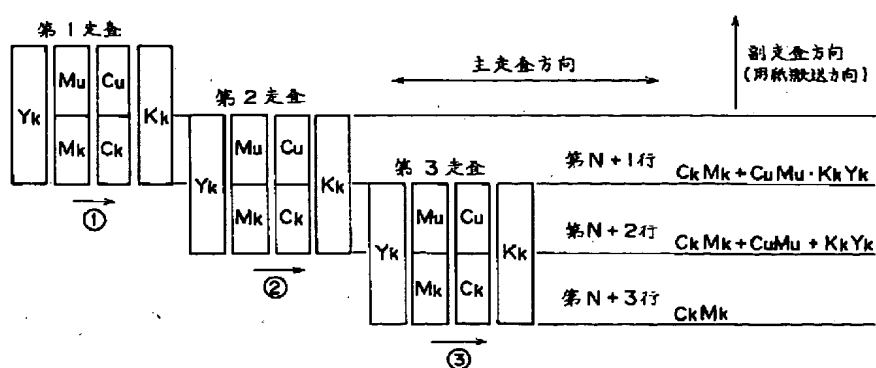 第1走査
Yk Mu Cu Kk
Mk Ck
①
第2走査
Yk Mu Cu Kk
Mk Ck
②
第3走査
Yk Mu Cu Kk
Mk Ck
③
主走査方向
副走査方向
(用紙搬送方向)
第N+1行 CkMk+CuMu・KkYk
第N+2行 CkMk+CuMu+KkYk
第N+3行 CkMk